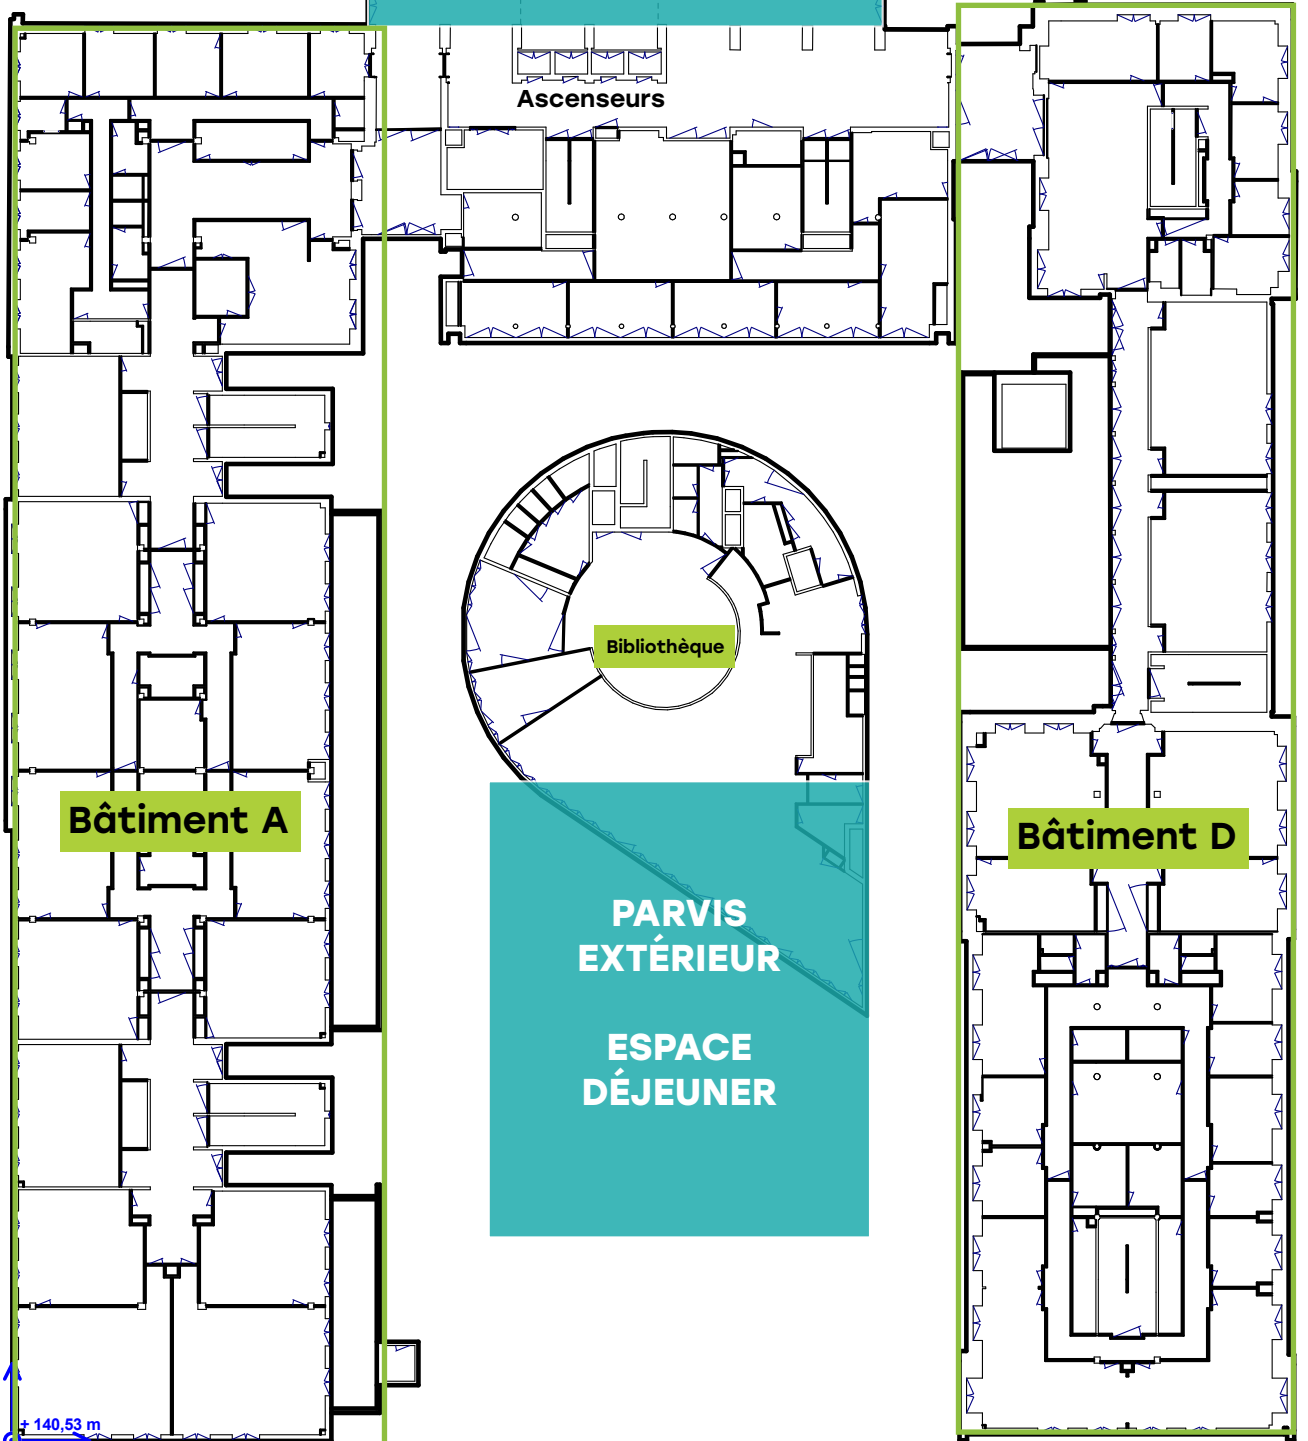 Ascenseurs
Bibliothèque
Bâtiment A
Bâtiment D
PARVIS
EXTÉRIEUR
ESPACE
DÉJEUNER
+ 140,53 m